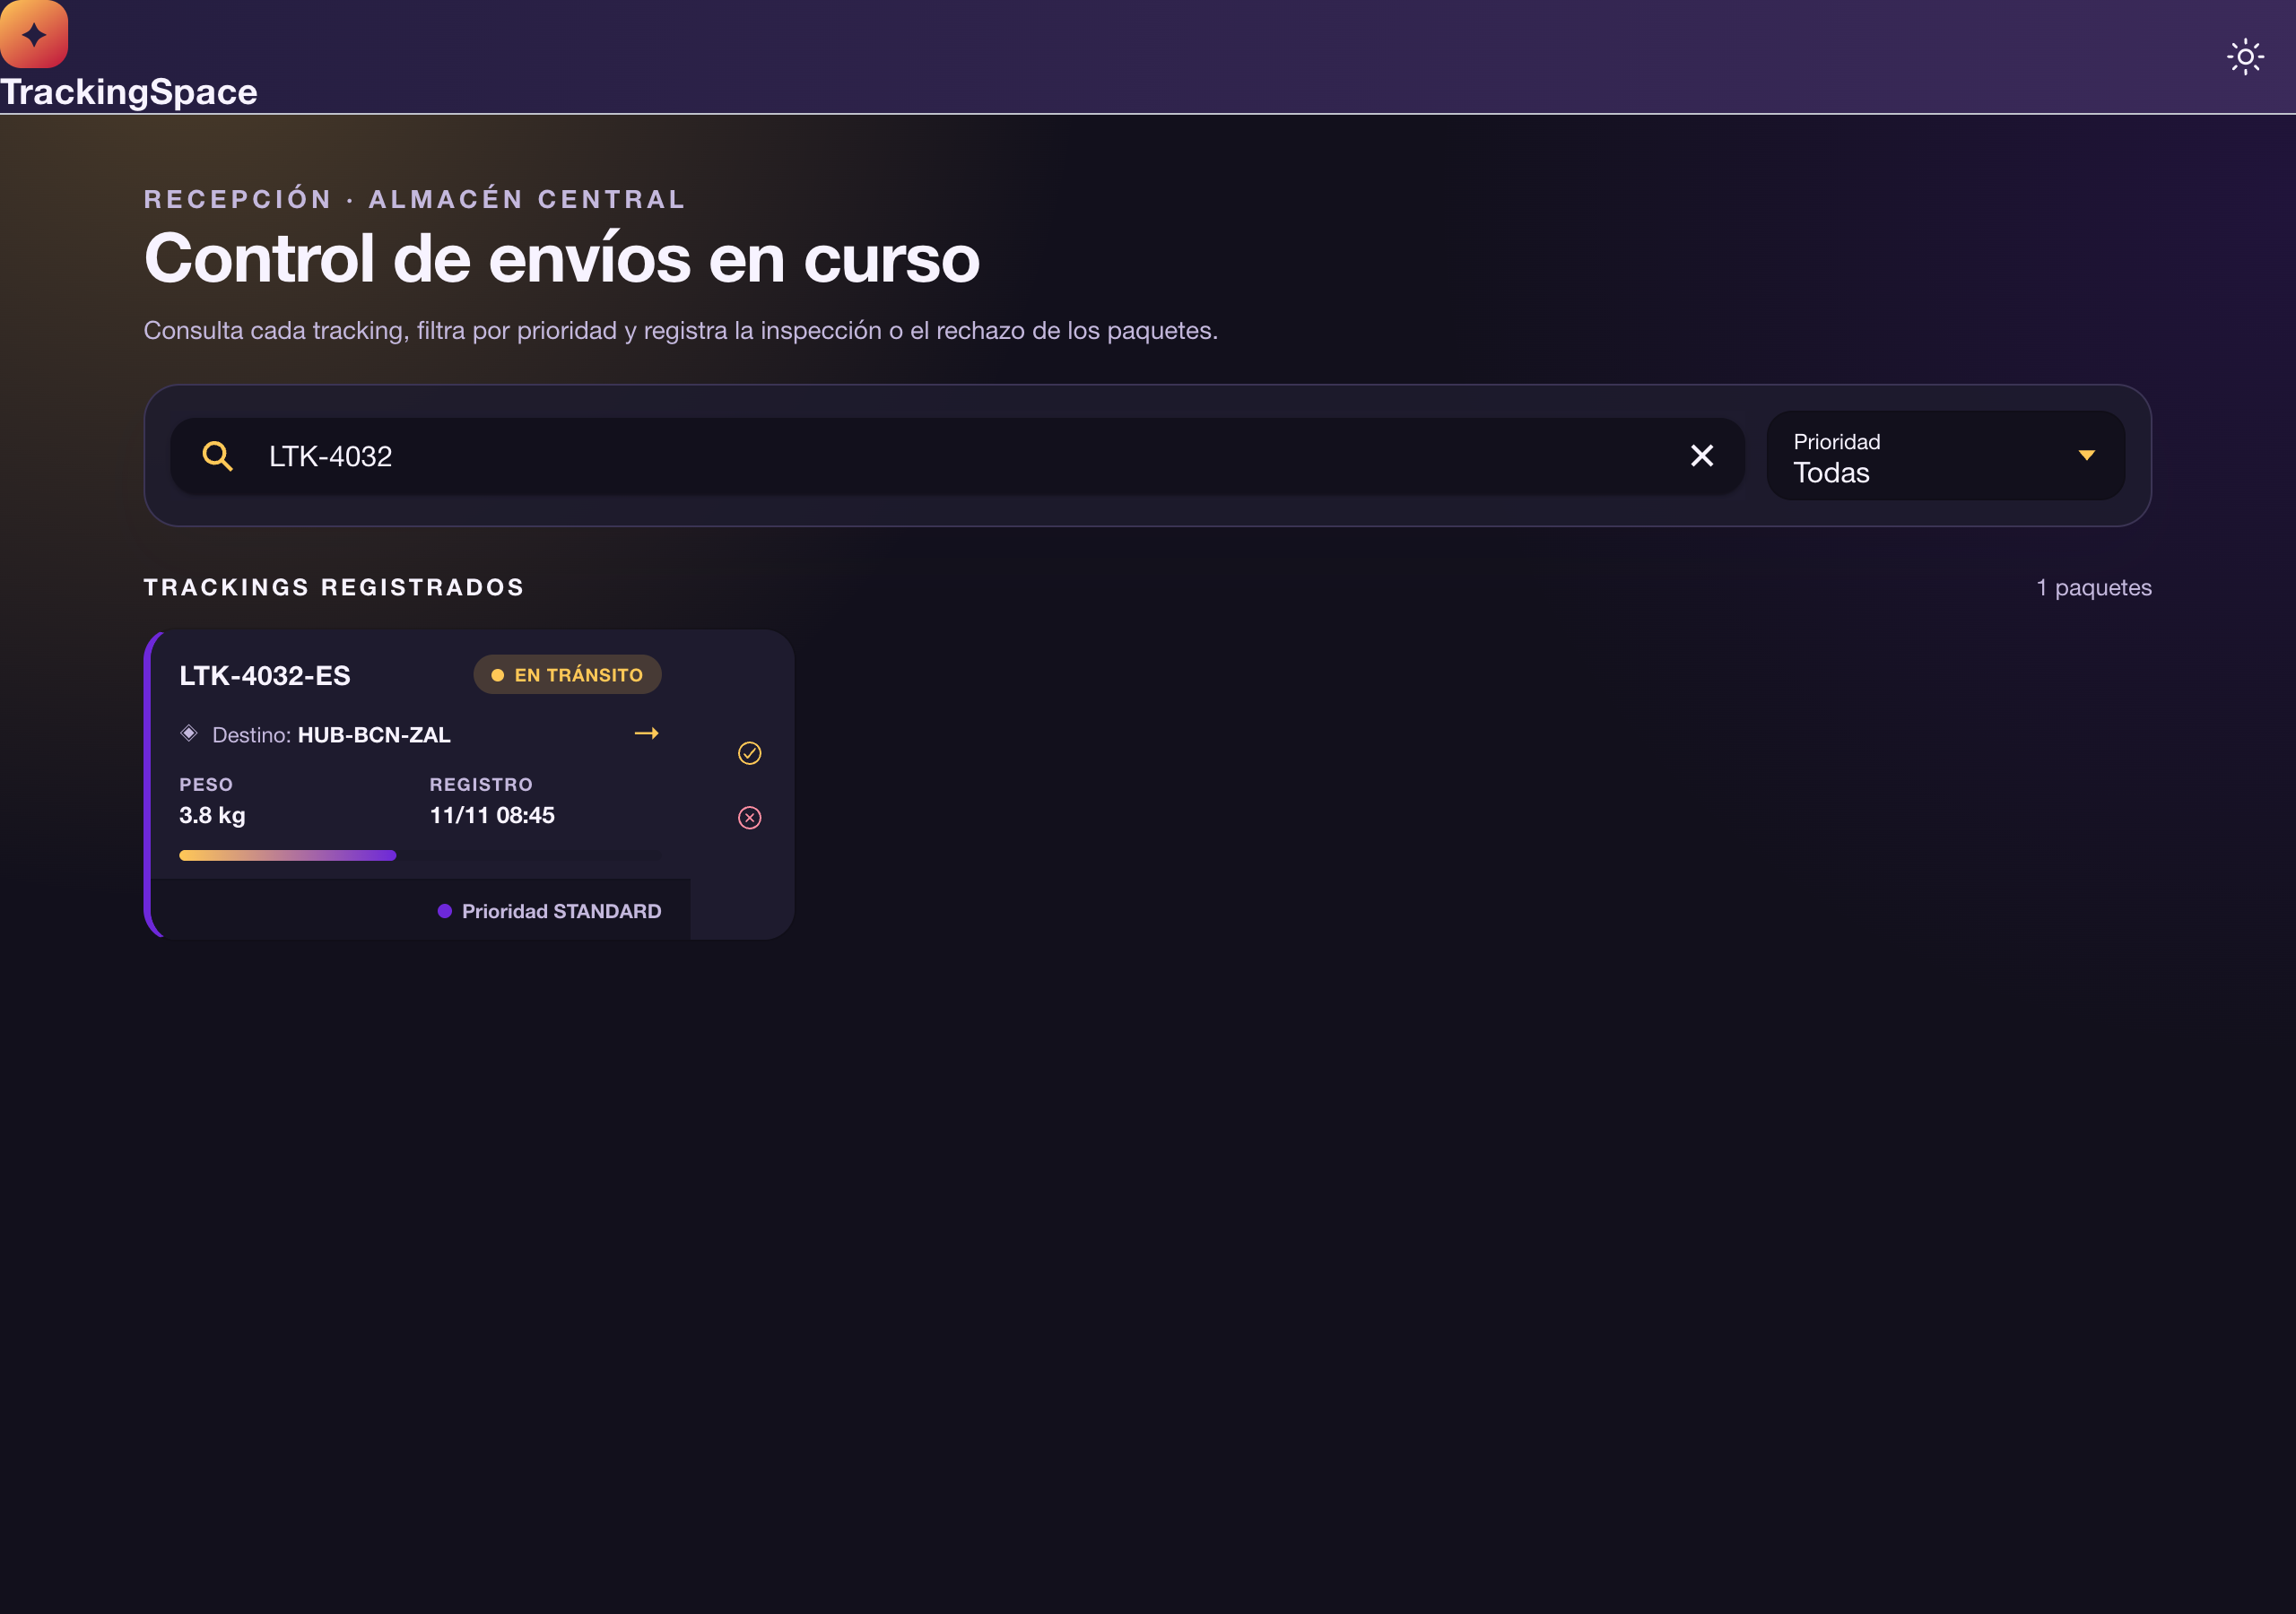 TrackingSpace
RECEPCIÓN · ALMACÉN CENTRAL
Control de envíos en curso
Consulta cada tracking, filtra por prioridad y registra la inspección o el rechazo de los paquetes.
LTK-4032
Prioridad
Todas
TRACKINGS REGISTRADOS
1 paquetes
LTK-4032-ES
EN TRÁNSITO
Destino: HUB-BCN-ZAL
PESO
3.8 kg
REGISTRO
11/11 08:45
Prioridad STANDARD